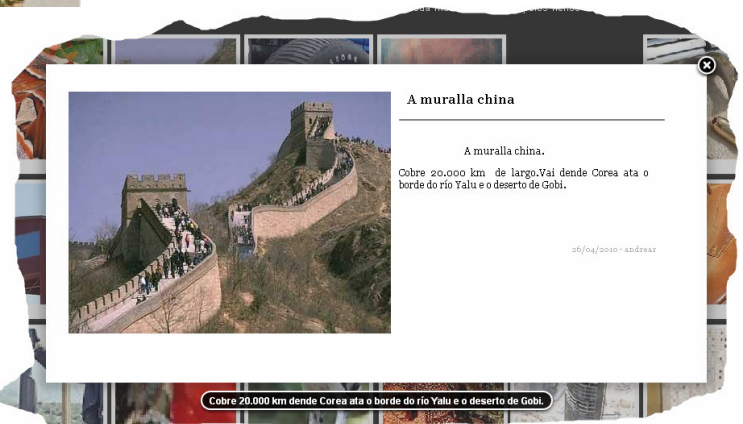 A muralla china
A muralla china.
Cobre 20.000 km de largo.Vai dende Corea ata o
borde do río Yalu e o deserto de Gobi.
26/04/2010 - andrear
Cobre 20.000 km dende Corea ata o borde do río Yalu e o deserto de Gobi.